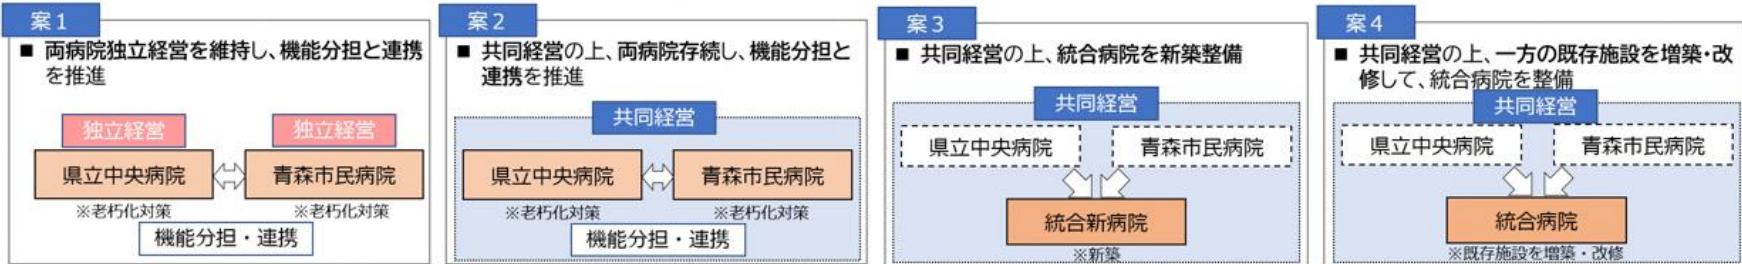 案1
■ 両病院独立経営を維持し、機能分担と連携
を推進
独立経営
独立経営
県立中央病院
青森市民病院
※老朽化対策
※老朽化対策
機能分担・連携
案2
■ 共同経営の上、両病院存続し、機能分担と
連携を推進
共同経営
県立中央病院
青森市民病院
※老朽化対策
※老朽化対策
機能分担・連携
案3
■ 共同経営の上、統合病院を新築整備
共同経営
県立中央病院
青森市民病院
統合新病院
※新築
案4
■ 共同経営の上、一方の既存施設を増築・改
修して、統合病院を整備
共同経営
県立中央病院
青森市民病院
統合病院
※既存施設を増築・改修